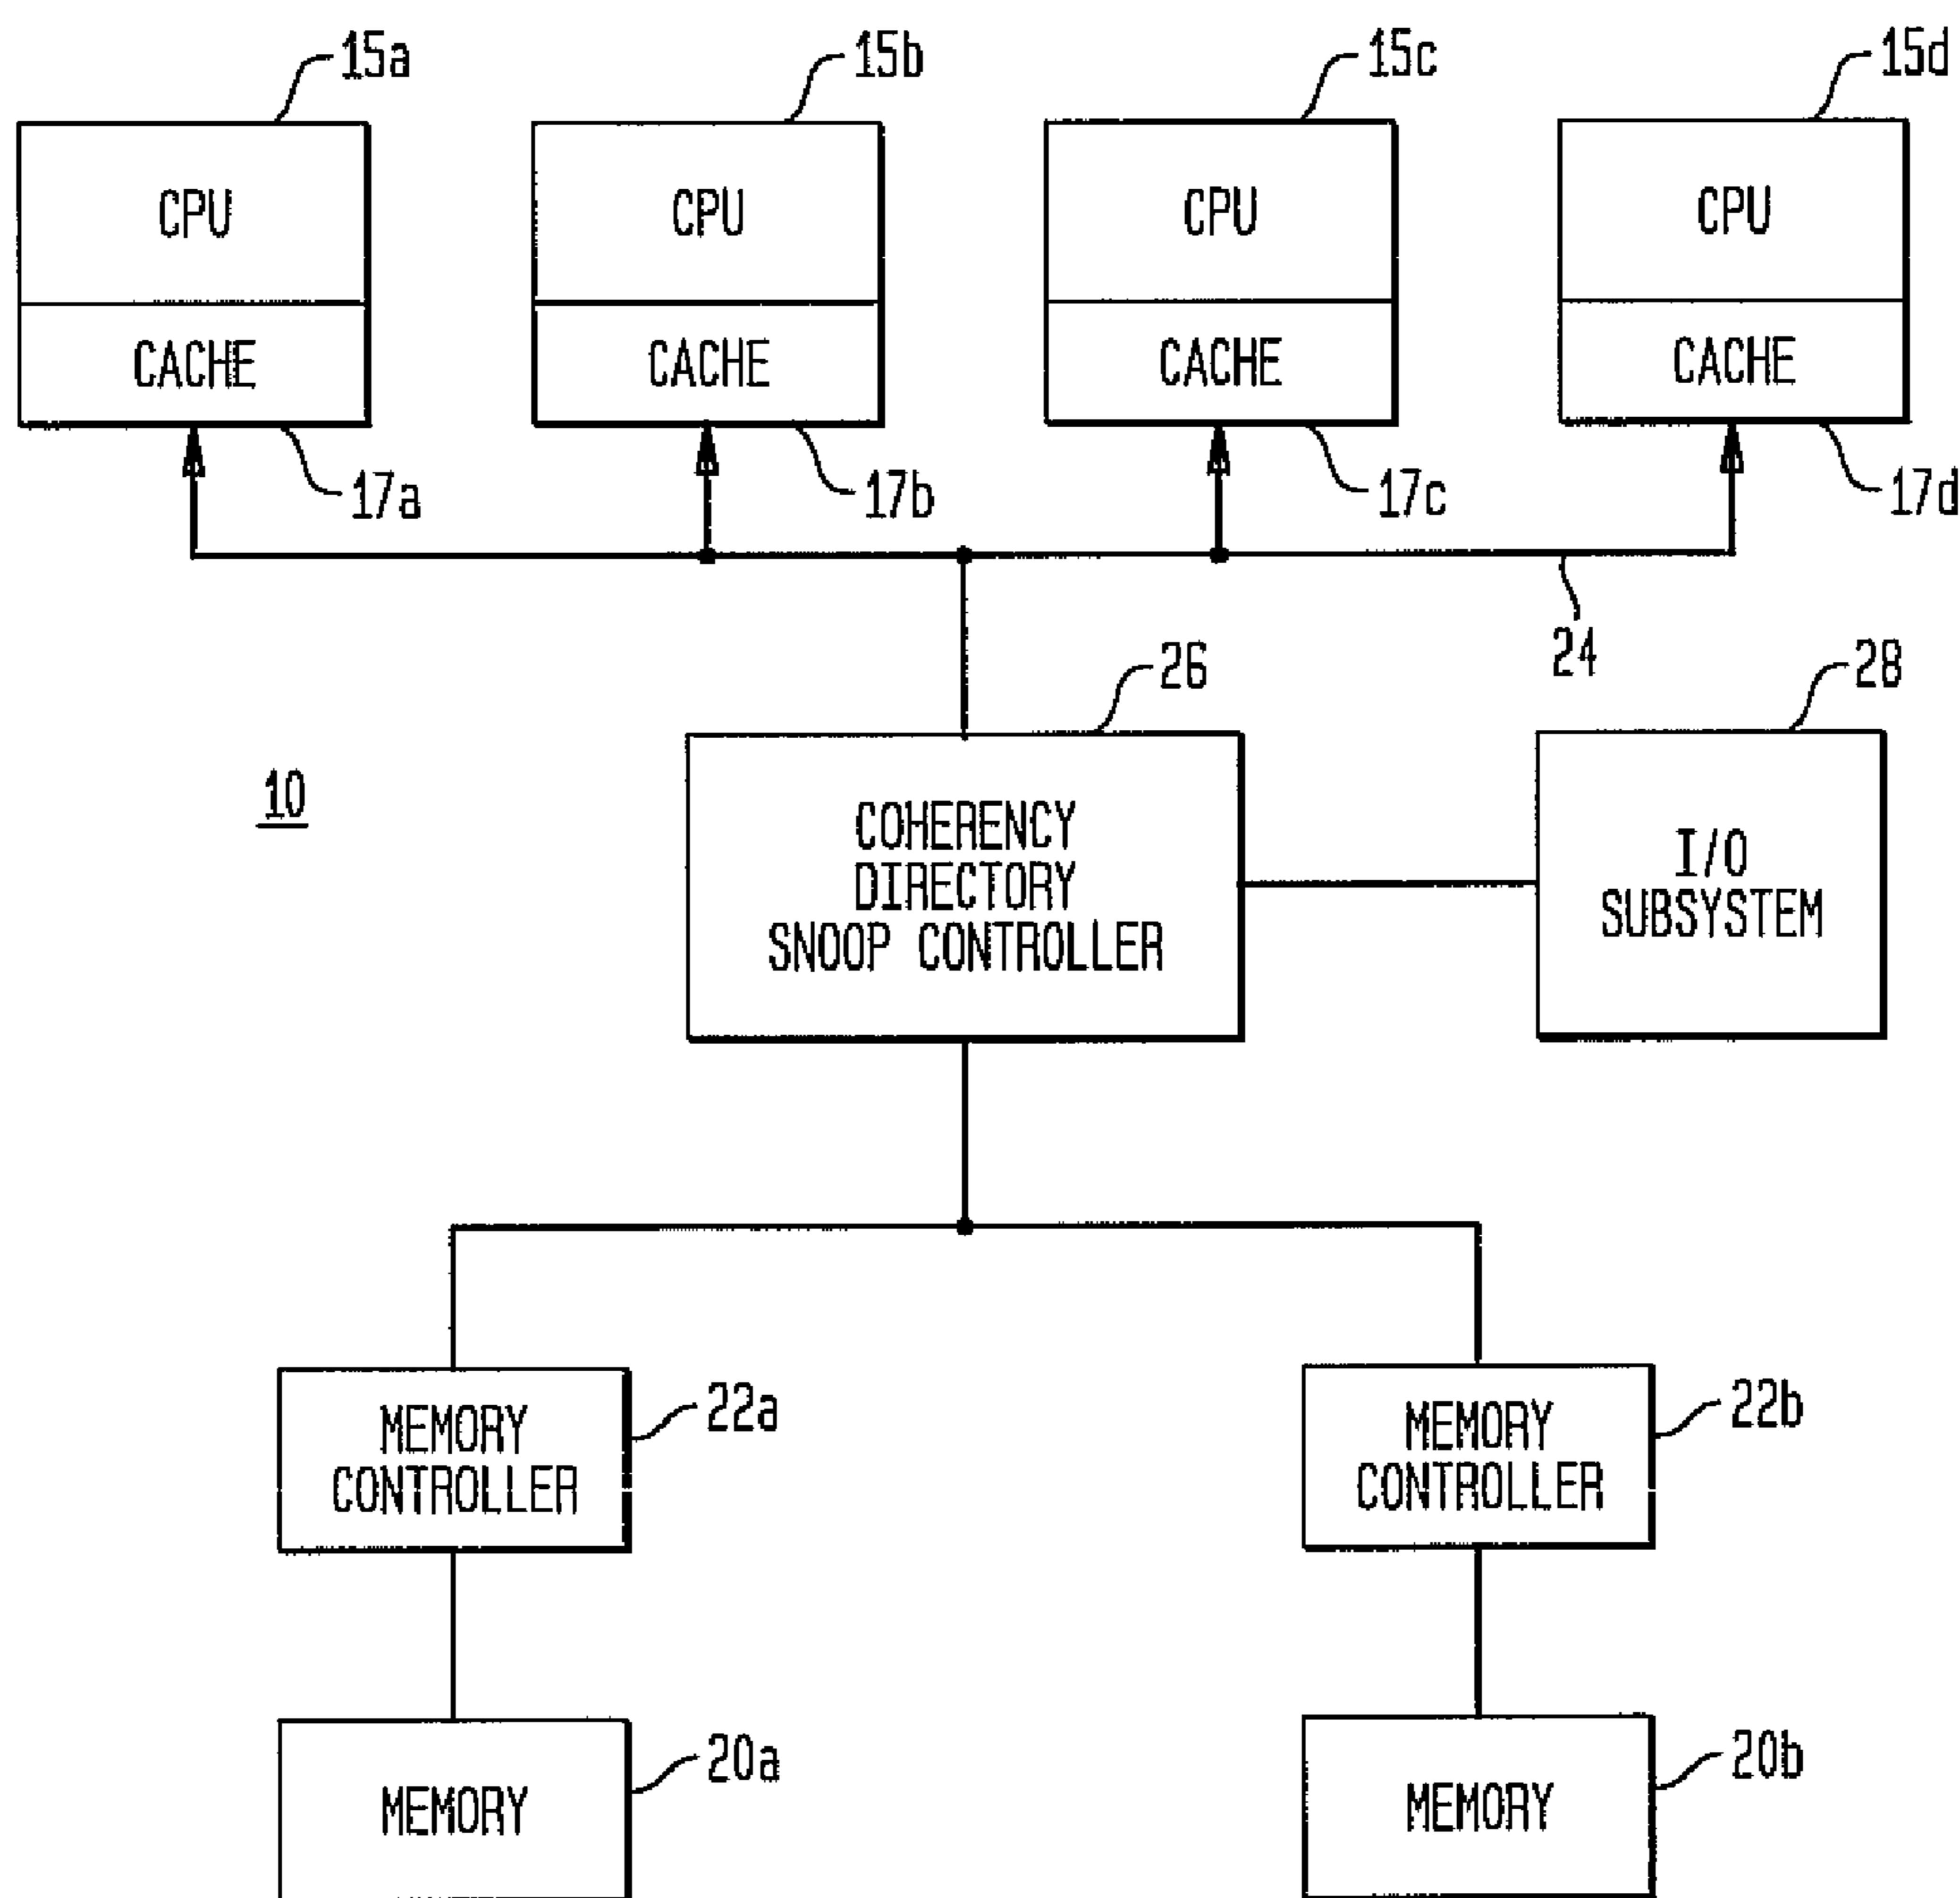 15a
15b
15c
15d
CPU
CPU
CPU
CPU
CACHE
CACHE
CACHE
CACHE
17a
17b
17c
17d
24
26
28
10
COHERENCY
DIRECTORY
SNOOP CONTROLLER
I/O
SUBSYSTEM
MEMORY
CONTROLLER
22a
MEMORY
CONTROLLER
22b
MEMORY
20a
MEMORY
20b